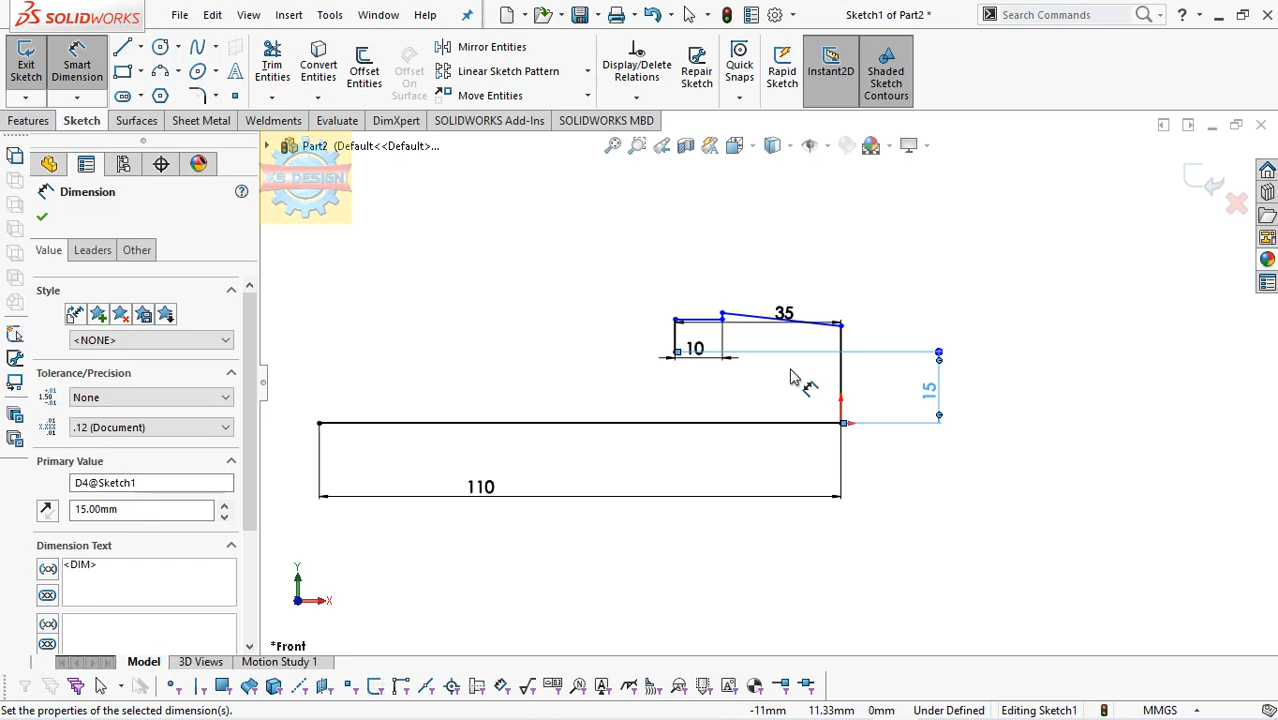 SOLIDWORKS
File Edit View Insert Tools Window Help
Sketch1 of Part2 *
Search Commands
Exit Sketch
Smart Dimension
Trim Entities
Convert Entities
Offset Entities
Offset On Surface
Mirror Entities
Linear Sketch Pattern
Move Entities
Display/Delete Relations
Repair Sketch
Quick Snaps
Rapid Sketch
Instant2D
Shaded Sketch Contours
Features Sketch Surfaces Sheet Metal Weldments Evaluate DimXpert SOLIDWORKS Add-Ins SOLIDWORKS MBD
Part2 (Default<<Default>...
KS DESIGN
Dimension
Value Leaders Other
Style
<NONE>
Tolerance/Precision
None
.12 (Document)
Primary Value
D4@Sketch1
15.00mm
Dimension Text
<DIM>
35
10
15
110
Y
X
*Front
Model 3D Views Motion Study 1
Set the properties of the selected dimension(s).
-11mm 11.33mm 0mm Under Defined Editing Sketch1 MMGS